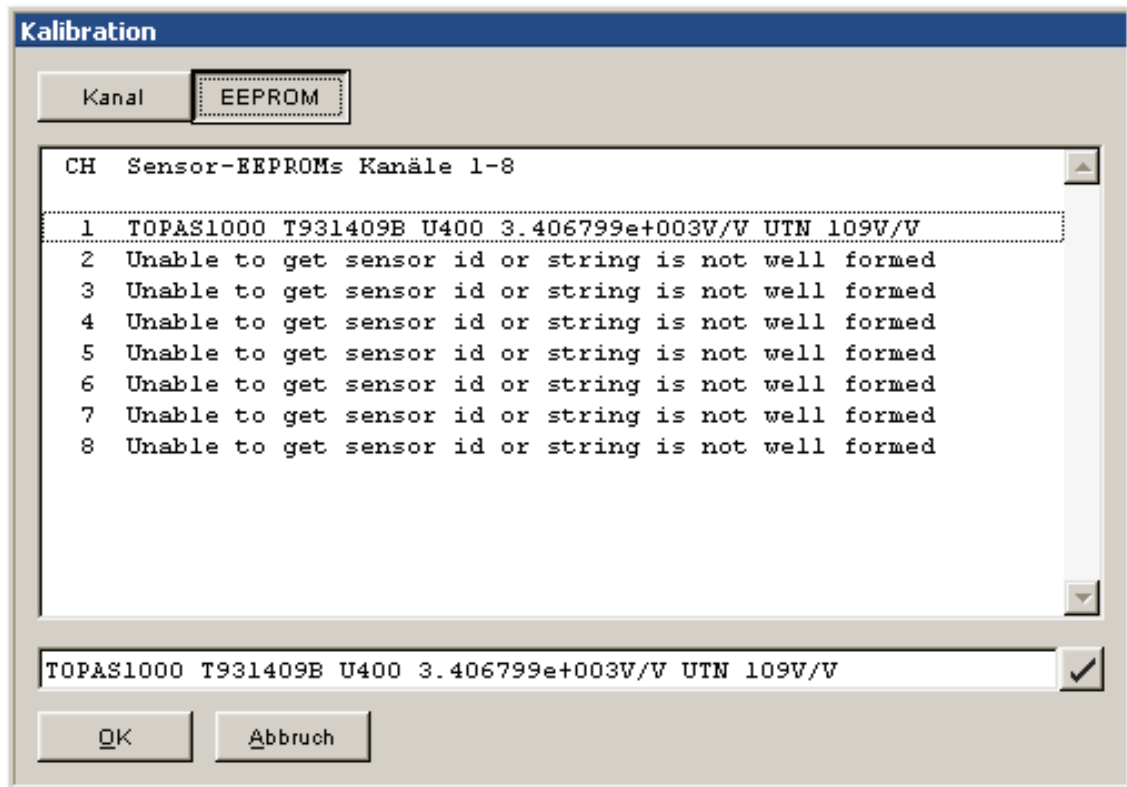 Kalibration
Kanal EEPROM
CH Sensor-EEPROMs Kanäle 1-8
1 TOPAS1000 T931409B U400 3.406799e+003V/V UTN 109V/V
2 Unable to get sensor id or string is not well formed
3 Unable to get sensor id or string is not well formed
4 Unable to get sensor id or string is not well formed
5 Unable to get sensor id or string is not well formed
6 Unable to get sensor id or string is not well formed
7 Unable to get sensor id or string is not well formed
8 Unable to get sensor id or string is not well formed
TOPAS1000 T931409B U400 3.406799e+003V/V UTN 109V/V
OK Abbruch